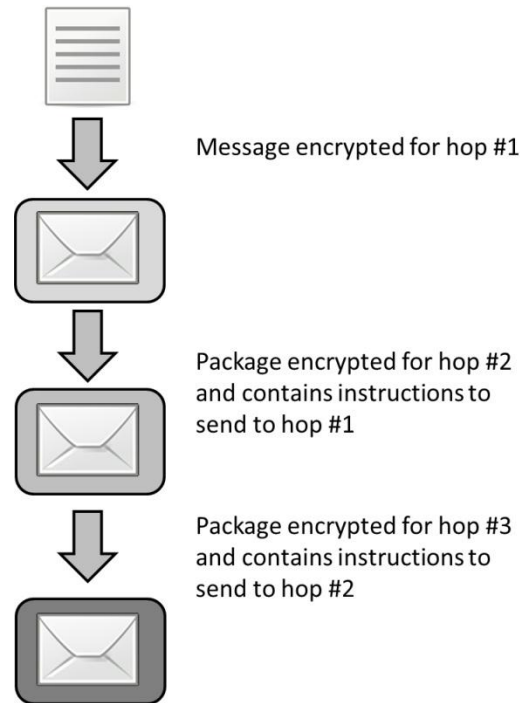 Message encrypted for hop #1
Package encrypted for hop #2
and contains instructions to
send to hop #1
Package encrypted for hop #3
and contains instructions to
send to hop #2